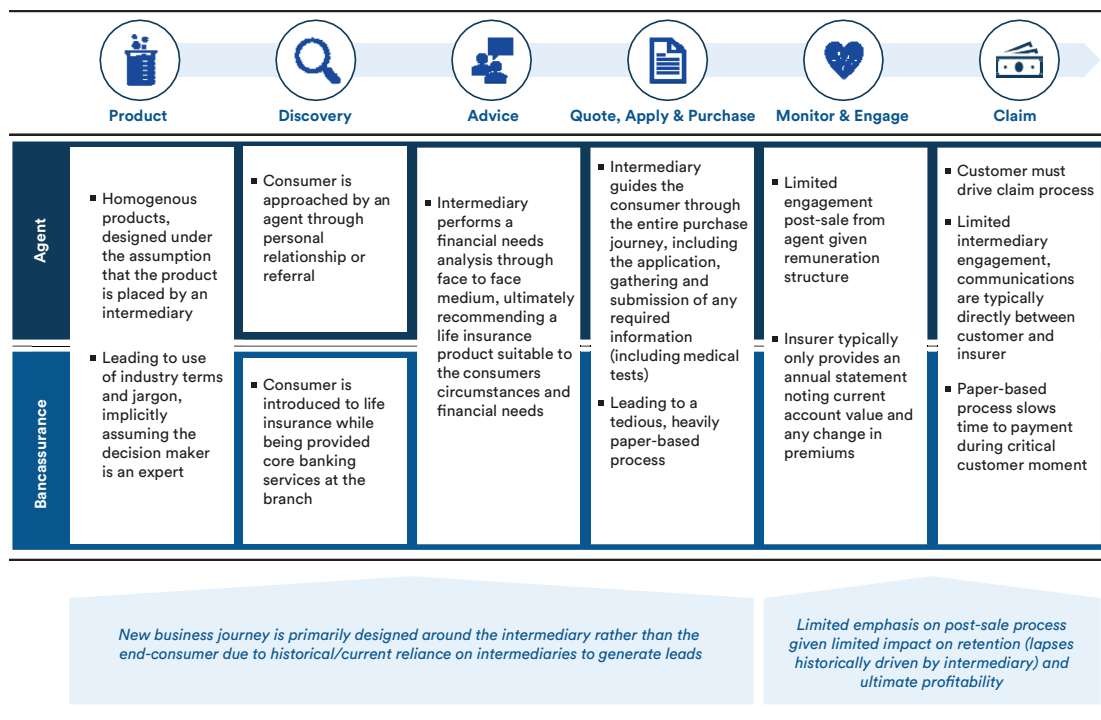 Product
Discovery
Advice
Quote, Apply & Purchase
Monitor & Engage
Claim
Agent
Bancassurance
Homogenous
products,
designed under
the assumption
that the product
is placed by an
intermediary
Leading to use
of industry terms
and jargon,
implicitly
assuming the
decision maker
is an expert
Consumer is
approached by an
agent through
personal
relationship or
referral
Consumer is
introduced to life
insurance while
being provided
core banking
services at the
branch
Intermediary
performs a
financial needs
analysis through
face to face
medium, ultimately
recommending a
life insurance
product suitable to
the consumers
circumstances and
financial needs
Intermediary
guides the
consumer through
the entire purchase
journey, including
the application,
gathering and
submission of any
required
information
(including medical
tests)
Leading to a
tedious, heavily
paper-based
process
Limited
engagement
post-sale from
agent given
remuneration
structure
Insurer typically
only provides an
annual statement
noting current
account value and
any change in
premiums
Customer must
drive claim process
Limited
intermediary
engagement,
communications
are typically
directly between
customer and
insurer
Paper-based
process slows
time to payment
during critical
customer moment
New business journey is primarily designed around the intermediary rather than the
end-consumer due to historical/current reliance on intermediaries to generate leads
Limited emphasis on post-sale process
given limited impact on retention (lapses
historically driven by intermediary) and
ultimate profitability